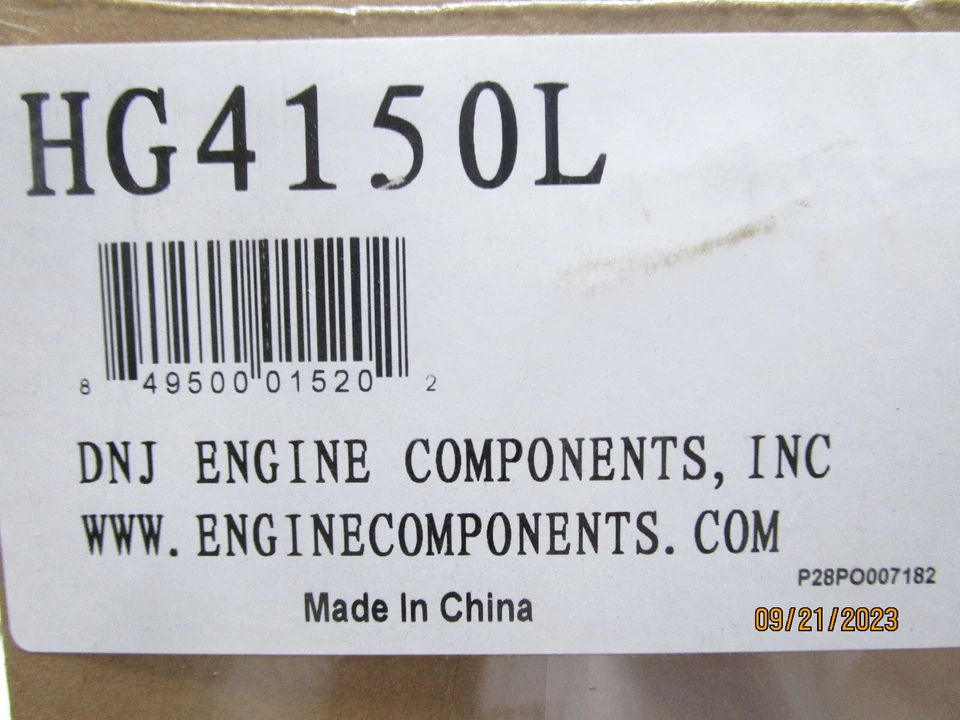 HG4150L
8 49500 01520 2
DNJ ENGINE COMPONENTS, INC
WWW.ENGINECOMPONENTS.COM
P28PO007182
Made In China
09/21/2023